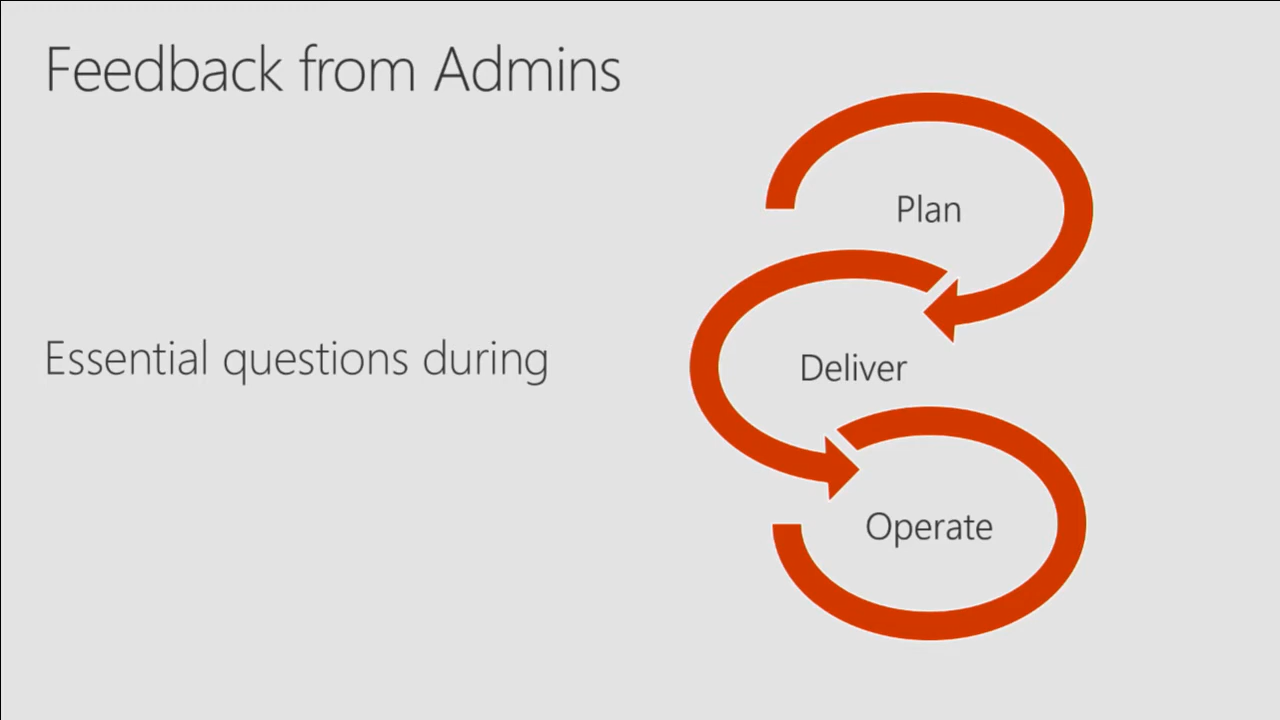 Feedback from Admins
Plan
Essential questions during
Deliver
Operate